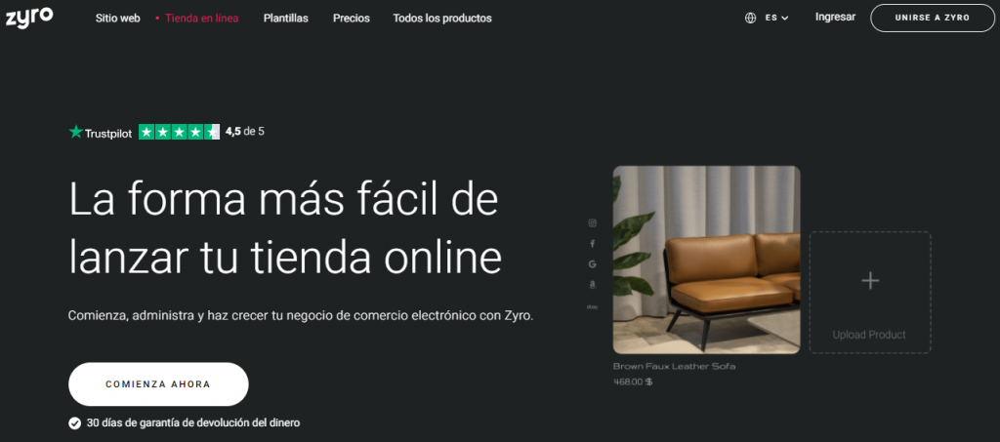 zyro
Sitio web
Tienda en línea
Plantillas
Precios
Todos los productos
ES
Ingresar
UNIRSE A ZYRO
Trustpilot
4,5 de 5
La forma más fácil de
lanzar tu tienda online
Comienza, administra y haz crecer tu negocio de comercio electrónico con Zyro.
COMIENZA AHORA
30 días de garantía de devolución del dinero
ebay
Upload Product
Brown Faux Leather Sofa
468.00 $